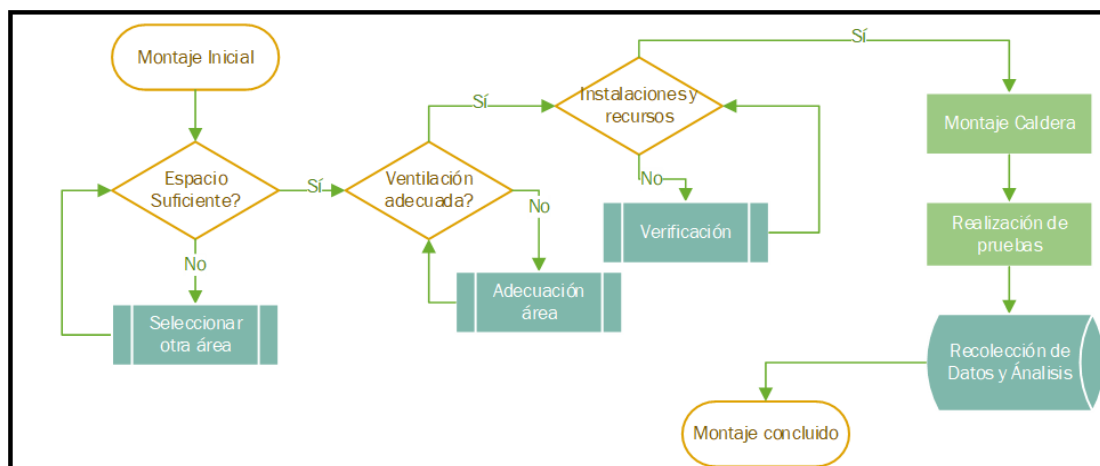 Montaje Inicial
Espacio
Suficiente?
Sí
No
Seleccionar
otra área
Ventilación
adecuada?
Sí
No
Adecuación
área
Instalaciones y
recursos
Sí
No
Verificación
Montaje Caldera
Realización de
pruebas
Recolección de
Datos y Ánalisis
Montaje concluido